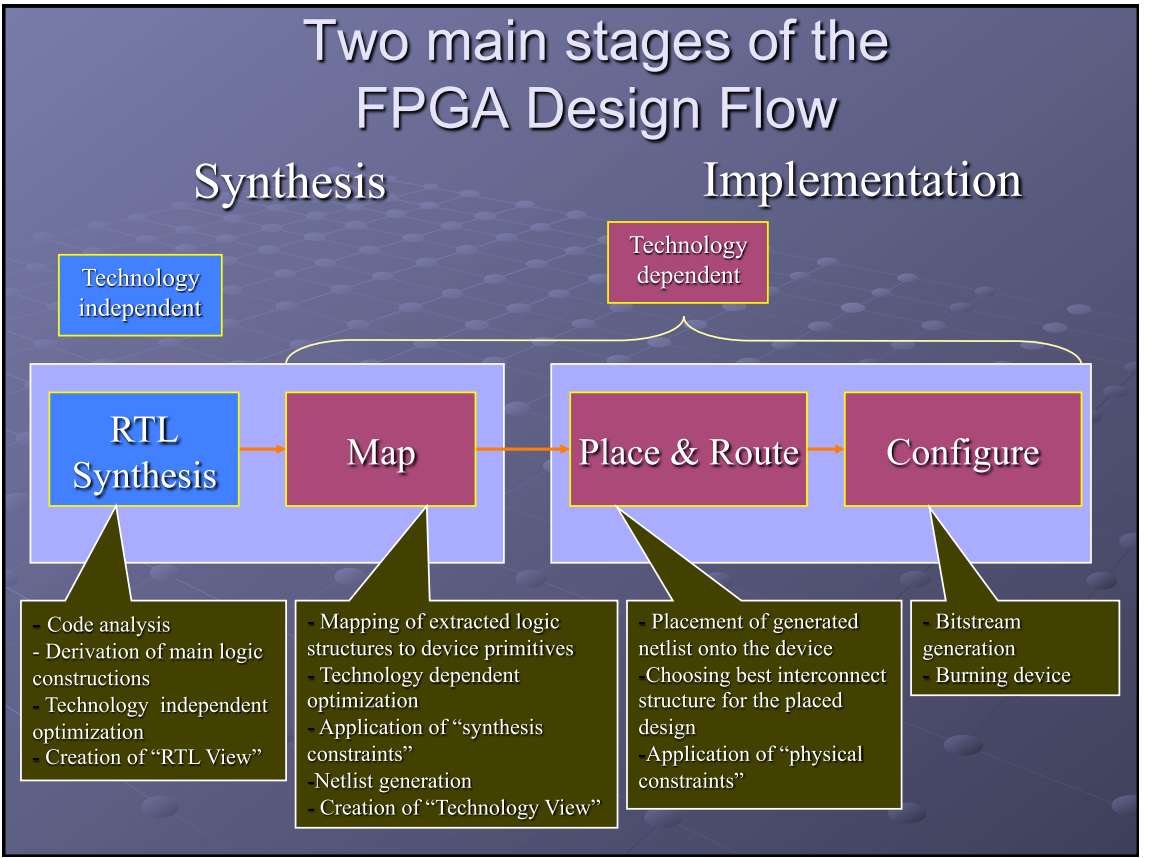 Two main stages of the
FPGA Design Flow
Synthesis
Implementation
Technology
independent
Technology
dependent
RTL
Synthesis
Map
Place & Route
Configure
- Code analysis
- Derivation of main logic
constructions
- Technology independent
optimization
- Creation of “RTL View”
- Mapping of extracted logic
structures to device primitives
- Technology dependent
optimization
- Application of “synthesis
constraints”
-Netlist generation
- Creation of “Technology View”
- Placement of generated
netlist onto the device
-Choosing best interconnect
structure for the placed
design
-Application of “physical
constraints”
- Bitstream
generation
- Burning device